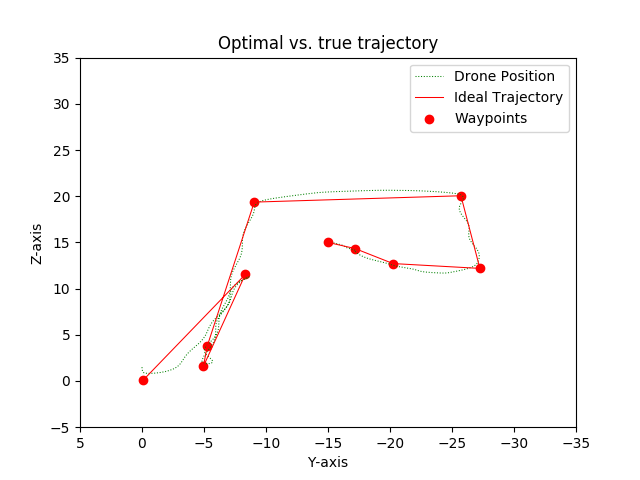 Optimal vs. true trajectory
Drone Position
Ideal Trajectory
Waypoints
35
30
25
20
15
10
5
0
−5
Z-axis
5 0 −5 −10 −15 −20 −25 −30 −35
Y-axis